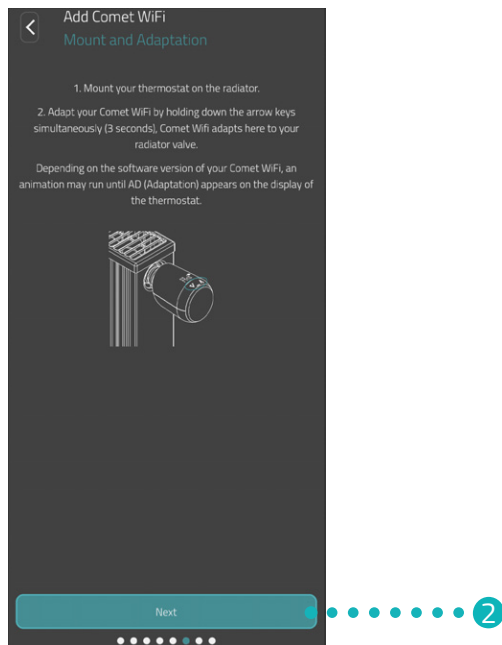 Add Comet WiFi
Mount and Adaptation
1. Mount your thermostat on the radiator.
2. Adapt your Comet WiFi by holding down the arrow keys
simultaneously (3 seconds), Comet Wifi adapts here to your
radiator valve.
Depending on the software version of your Comet WiFi, an
animation may run until AD (Adaptation) appears on the display of
the thermostat.
Next
2